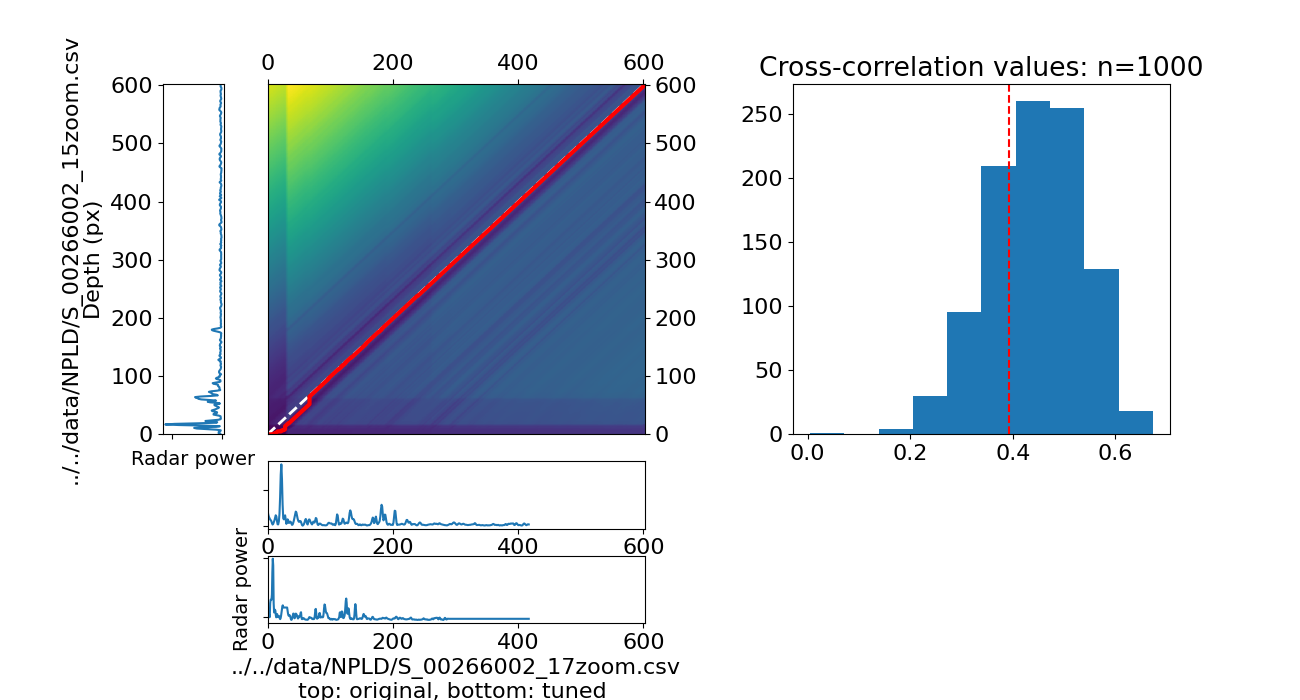 0 200 400 600
Cross-correlation values: n=1000
../../data/NPLD/S_00266002_15zoom.csv
Depth (px)
600
500
400
300
200
100
0
Radar power
600
500
400
300
200
100
0
250
200
150
100
50
0
0.0 0.2 0.4 0.6
0 200 400 600
Radar power
0 200 400 600
../../data/NPLD/S_00266002_17zoom.csv
top: original, bottom: tuned